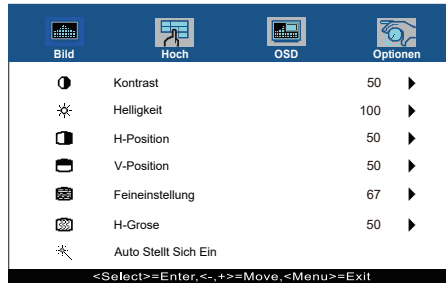 Bild Hoch OSD Optionen
Kontrast 50
Helligkeit 100
H-Position 50
V-Position 50
Feineinstellung 67
H-Grose 50
Auto Stellt Sich Ein
<Select>=Enter,<-,+>=Move,<Menu>=Exit